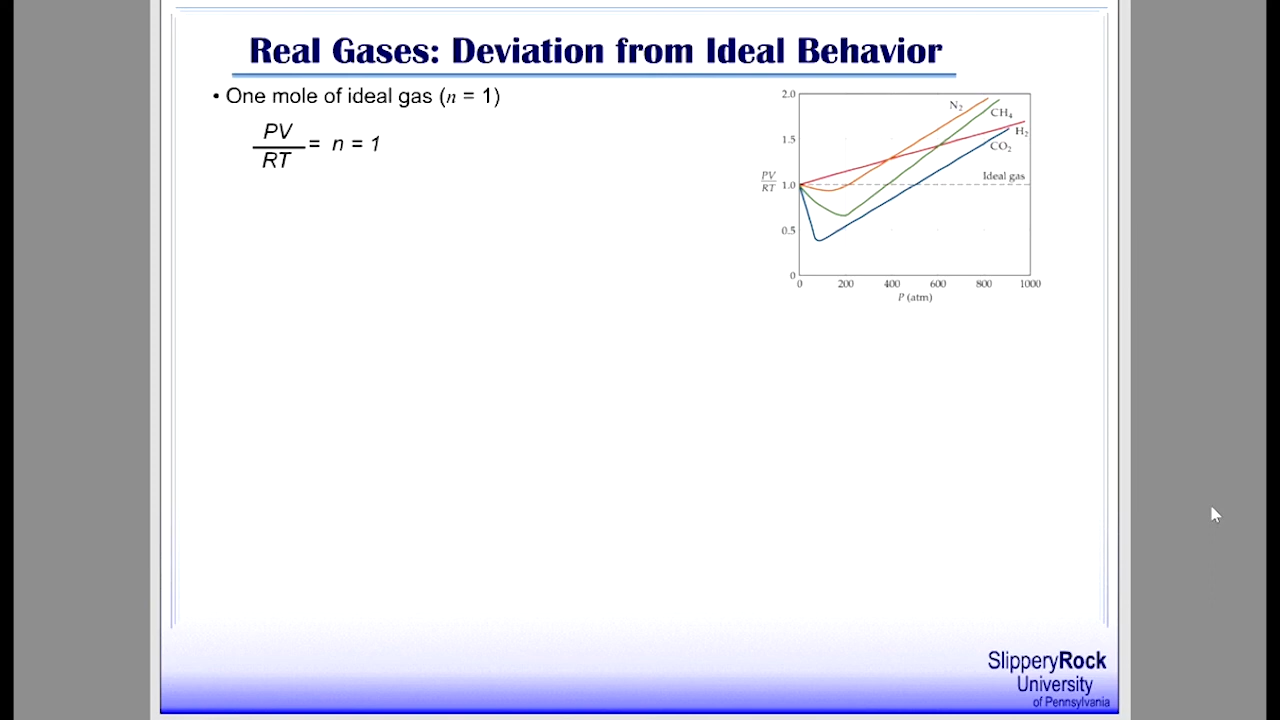 Real Gases: Deviation from Ideal Behavior
• One mole of ideal gas (n = 1)
PV
RT
= n = 1
2.0
1.5
1.0
0.5
0
PV
RT
N₂
CH₄
H₂
CO₂
Ideal gas
0 200 400 600 800 1000
P (atm)
SlipperyRock
University
of Pennsylvania